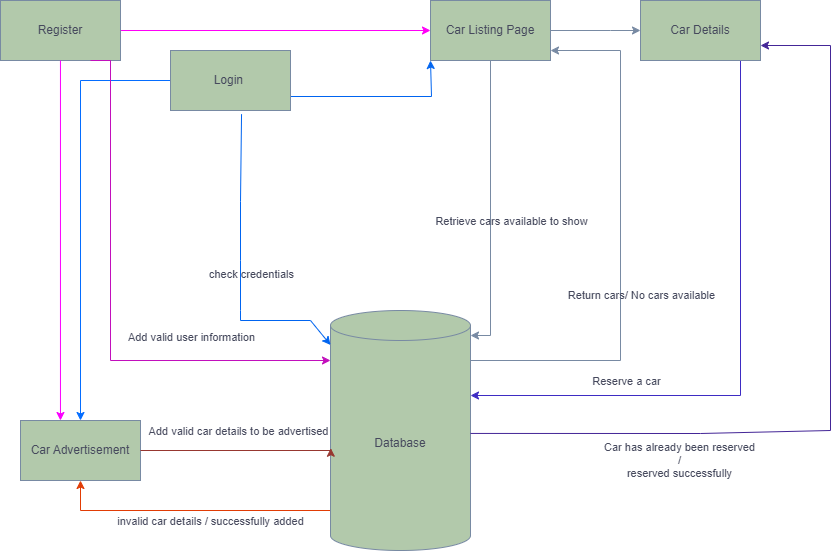 Register
Car Listing Page
Car Details
Login
Retrieve cars available to show
check credentials
Return cars/ No cars available
Add valid user information
Reserve a car
Add valid car details to be advertised
Car Advertisement
Database
Car has already been reserved
/
reserved successfully
invalid car details / successfully added